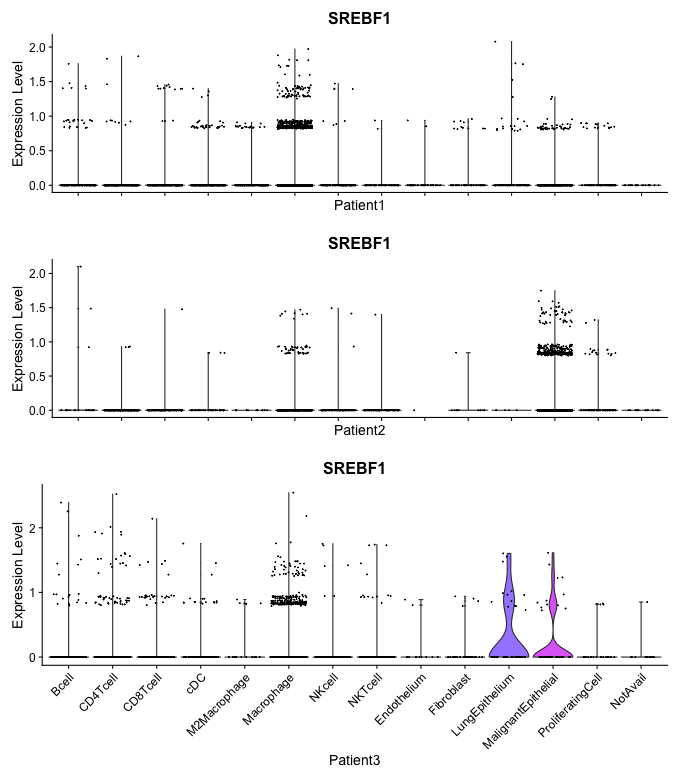 SREBF1
Expression Level
2.0
1.5
1.0
0.5
0.0
Patient1
SREBF1
Expression Level
2.0
1.5
1.0
0.5
0.0
Patient2
SREBF1
Expression Level
2
1
0
Bcell
CD4Tcell
CD8Tcell
cDC
M2Macrophage
Macrophage
NKcell
NKTcell
Endothelium
Fibroblast
LungEpithelium
MalignantEpithelial
ProliferatingCell
NotAvail
Patient3